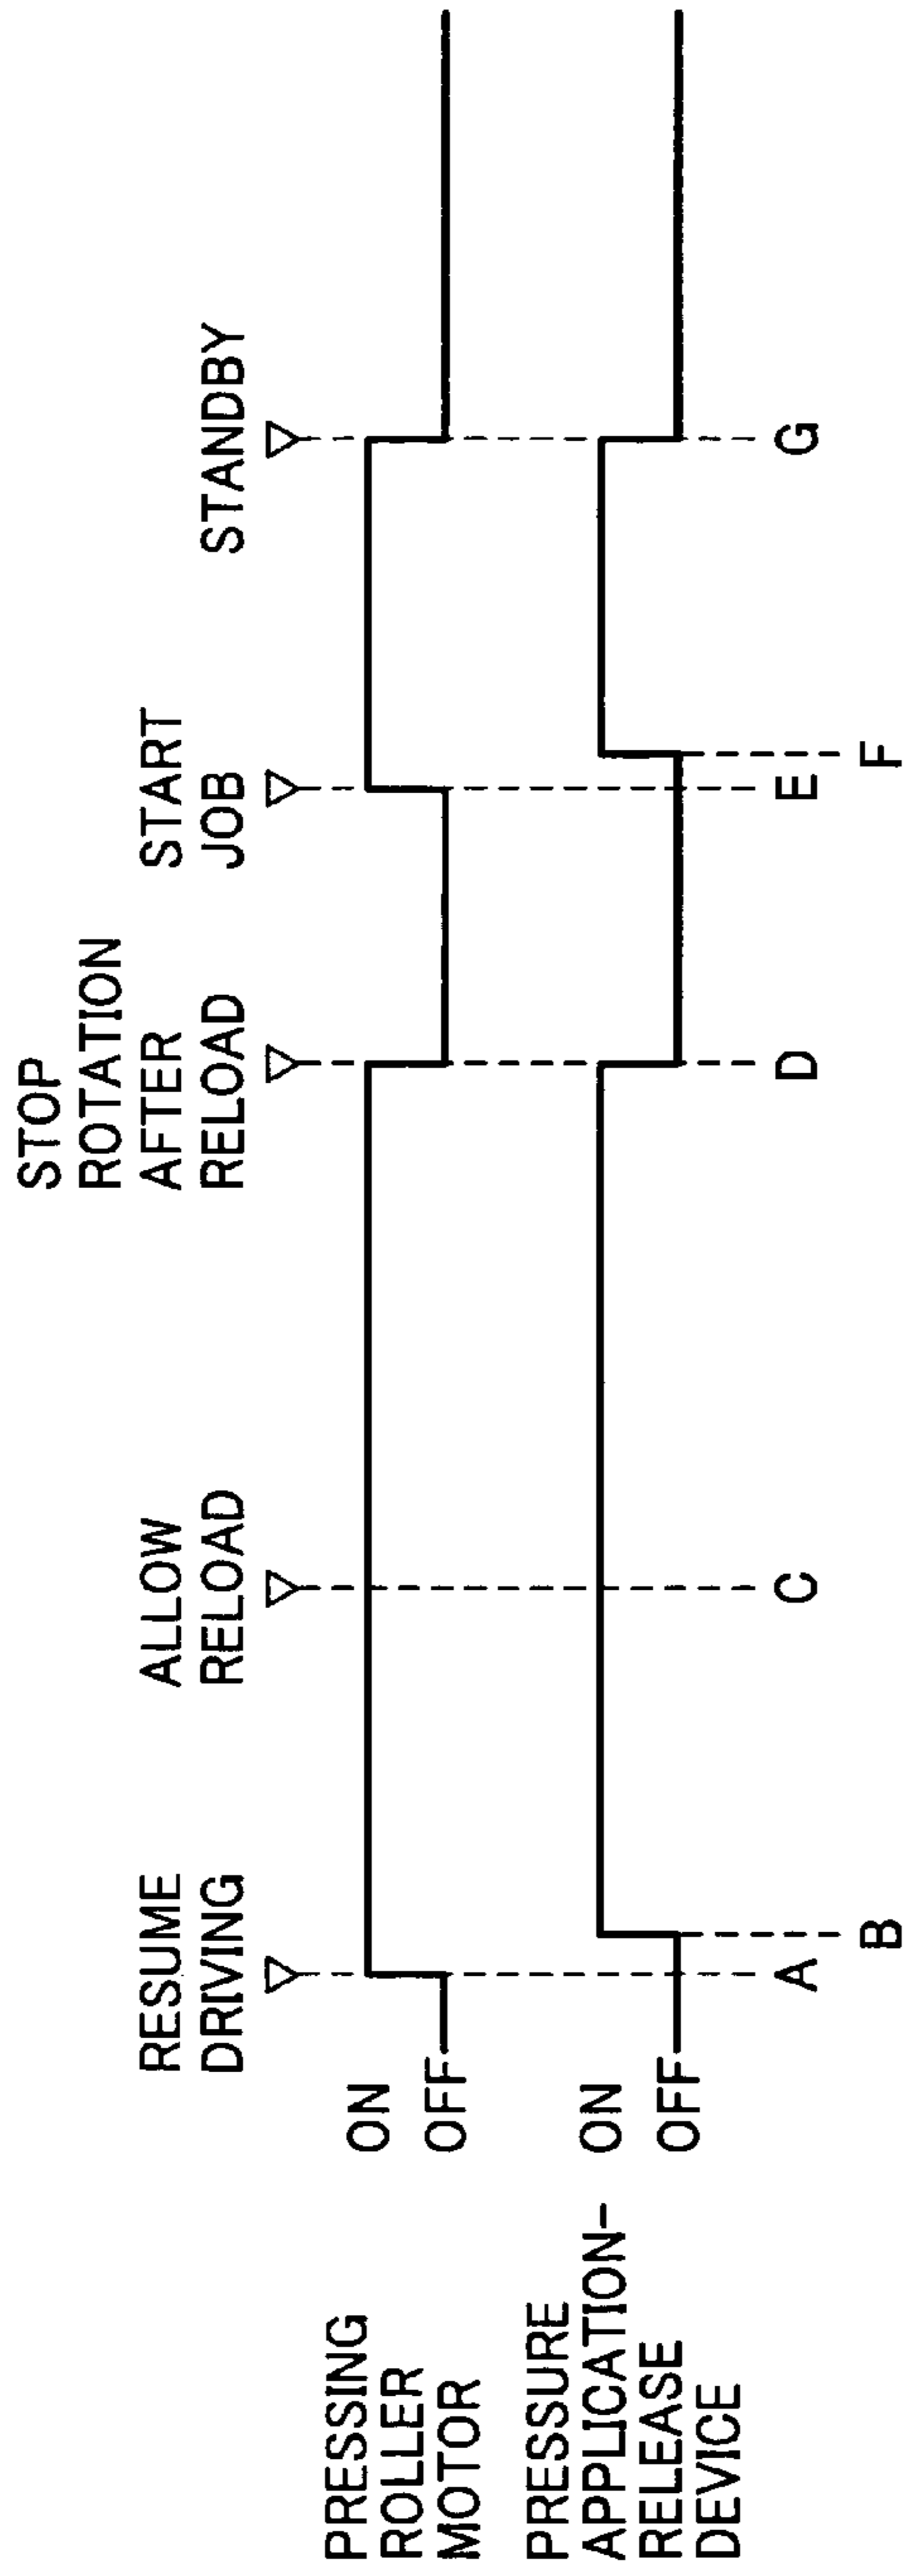 RESUME
DRIVING
ALLOW
RELOAD
STOP
ROTATION
AFTER
RELOAD
START
JOB
STANDBY
PRESSING
ROLLER
MOTOR
ON
OFF
PRESSURE
APPLICATION-
RELEASE
DEVICE
ON
OFF
A
B
C
D
E
F
G